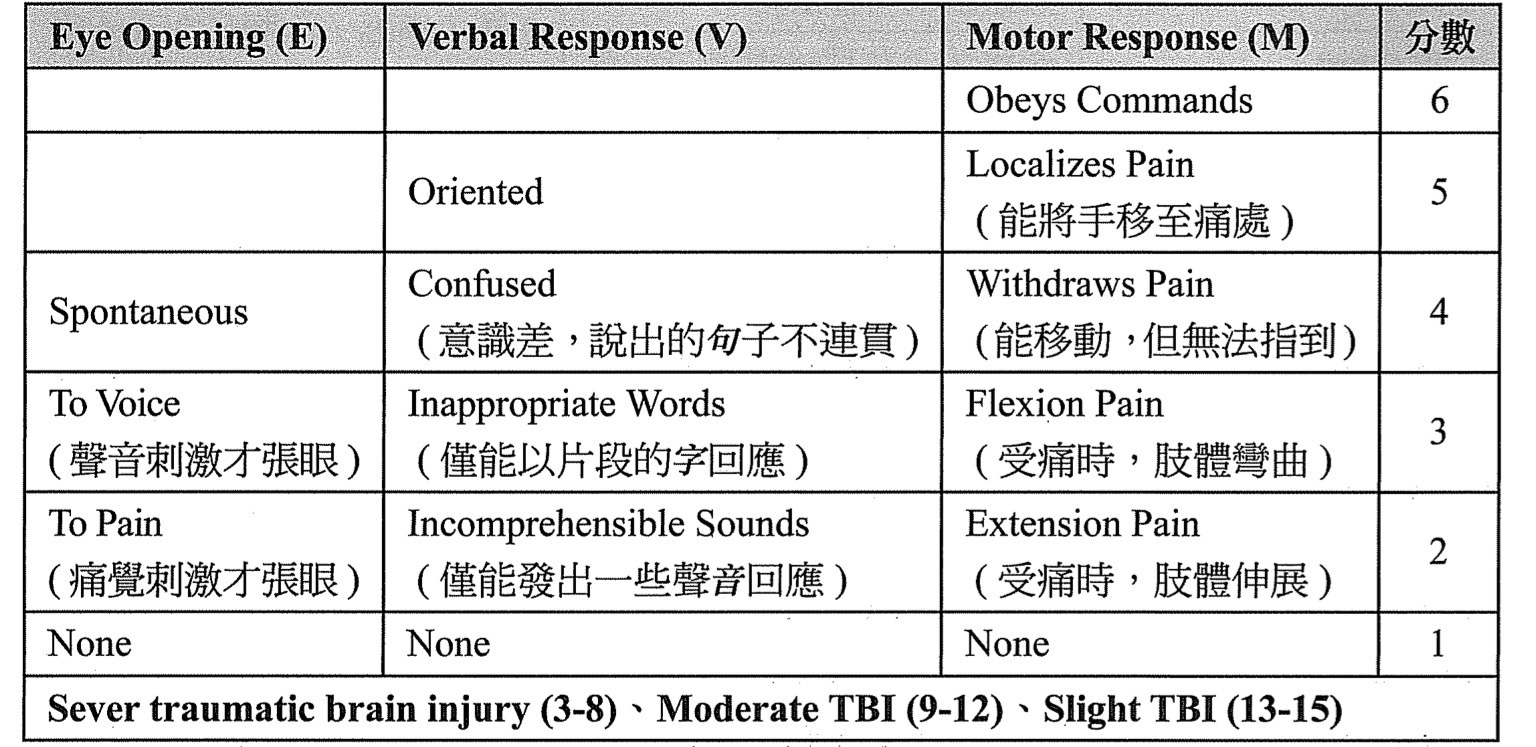 Eye Opening (E) Verbal Response (V) Motor Response (M) 分數
Obeys Commands 6
Oriented Localizes Pain (能將手移至痛處) 5
Spontaneous Confused (意識差，說出的句子不連貫) Withdraws Pain (能移動，但無法指到) 4
To Voice (聲音刺激才張眼) Inappropriate Words (僅能以片段的字回應) Flexion Pain (受痛時，肢體彎曲) 3
To Pain (痛覺刺激才張眼) Incomprehensible Sounds (僅能發出一些聲音回應) Extension Pain (受痛時，肢體伸展) 2
None None None 1
Sever traumatic brain injury (3-8)、Moderate TBI (9-12)、Slight TBI (13-15)